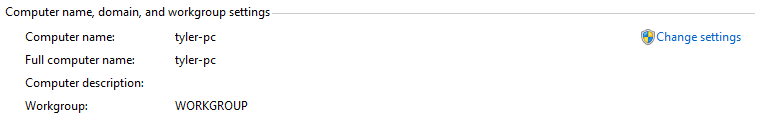 Computer name, domain, and workgroup settings
Computer name: tyler-pc Change settings
Full computer name: tyler-pc
Computer description:
Workgroup: WORKGROUP